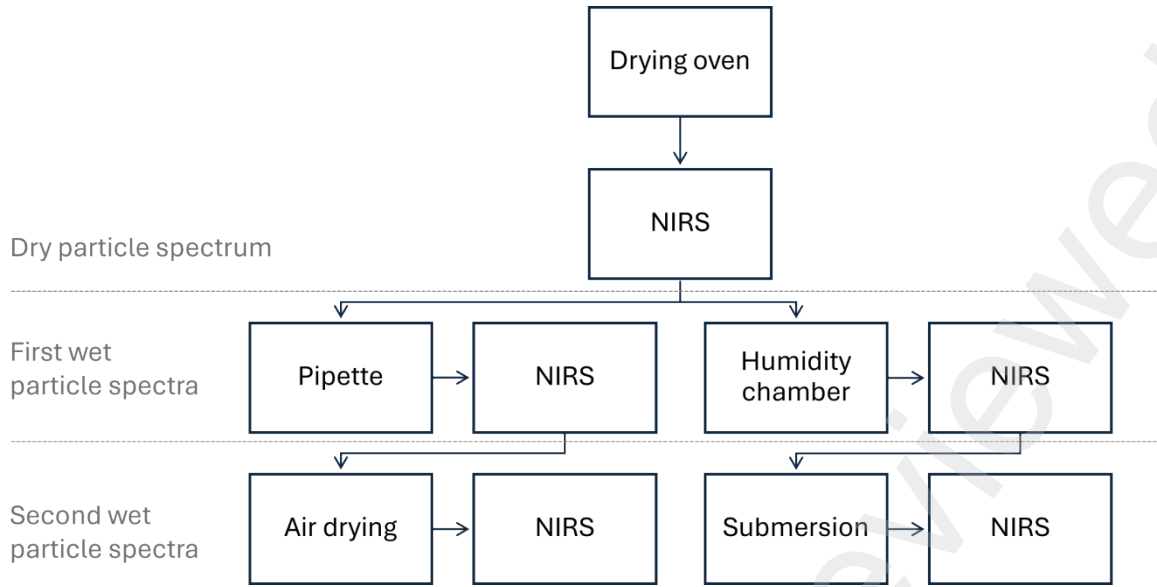 Drying oven
NIRS
Dry particle spectrum
First wet
particle spectra
Pipette
NIRS
Humidity
chamber
NIRS
Second wet
particle spectra
Air drying
NIRS
Submersion
NIRS